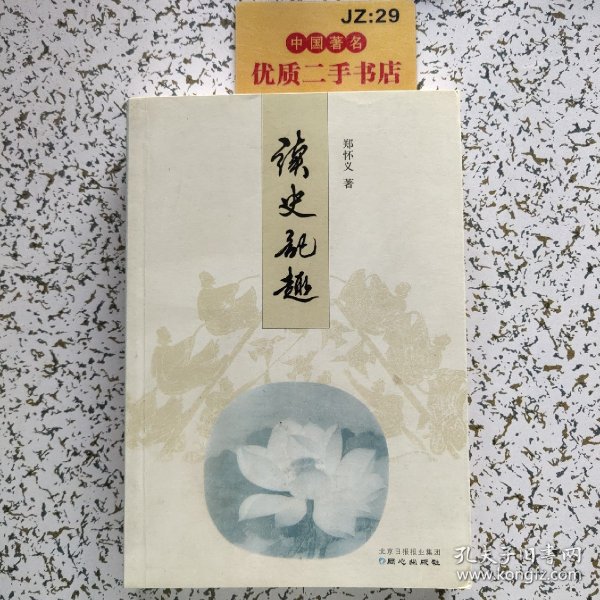 JZ:29
中国著名
优质二手书店
读史记趣
郑怀义 著
北京日报报业集团
同心出版社
孔夫子旧书网
www.kongfz.com